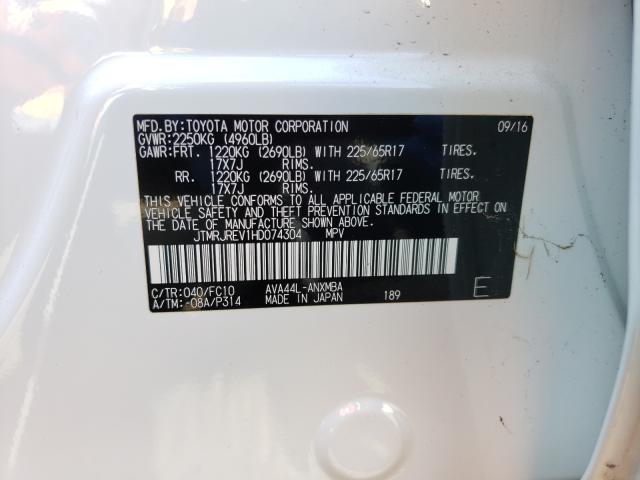 MFD.BY:TOYOTA MOTOR CORPORATION 09/16
GVWR:2250KG (4960LB)
GAWR:FRT. 1220KG (2690LB) WITH 225/65R17 TIRES.
17X7J RIMS.
RR. 1220KG (2690LB) WITH 225/65R17 TIRES.
17X7J RIMS.
THIS VEHICLE CONFORMS TO ALL APPLICABLE FEDERAL MOTOR
VEHICLE SAFETY AND THEFT PREVENTION STANDARDS IN EFFECT ON
THE DATE OF MANUFACTURE SHOWN ABOVE.
JTMRJREV1HD074304 MPV
C/TR:040/FC10 AVA44L-ANXMBA
A/TM:-08A/P314 MADE IN JAPAN 189 E